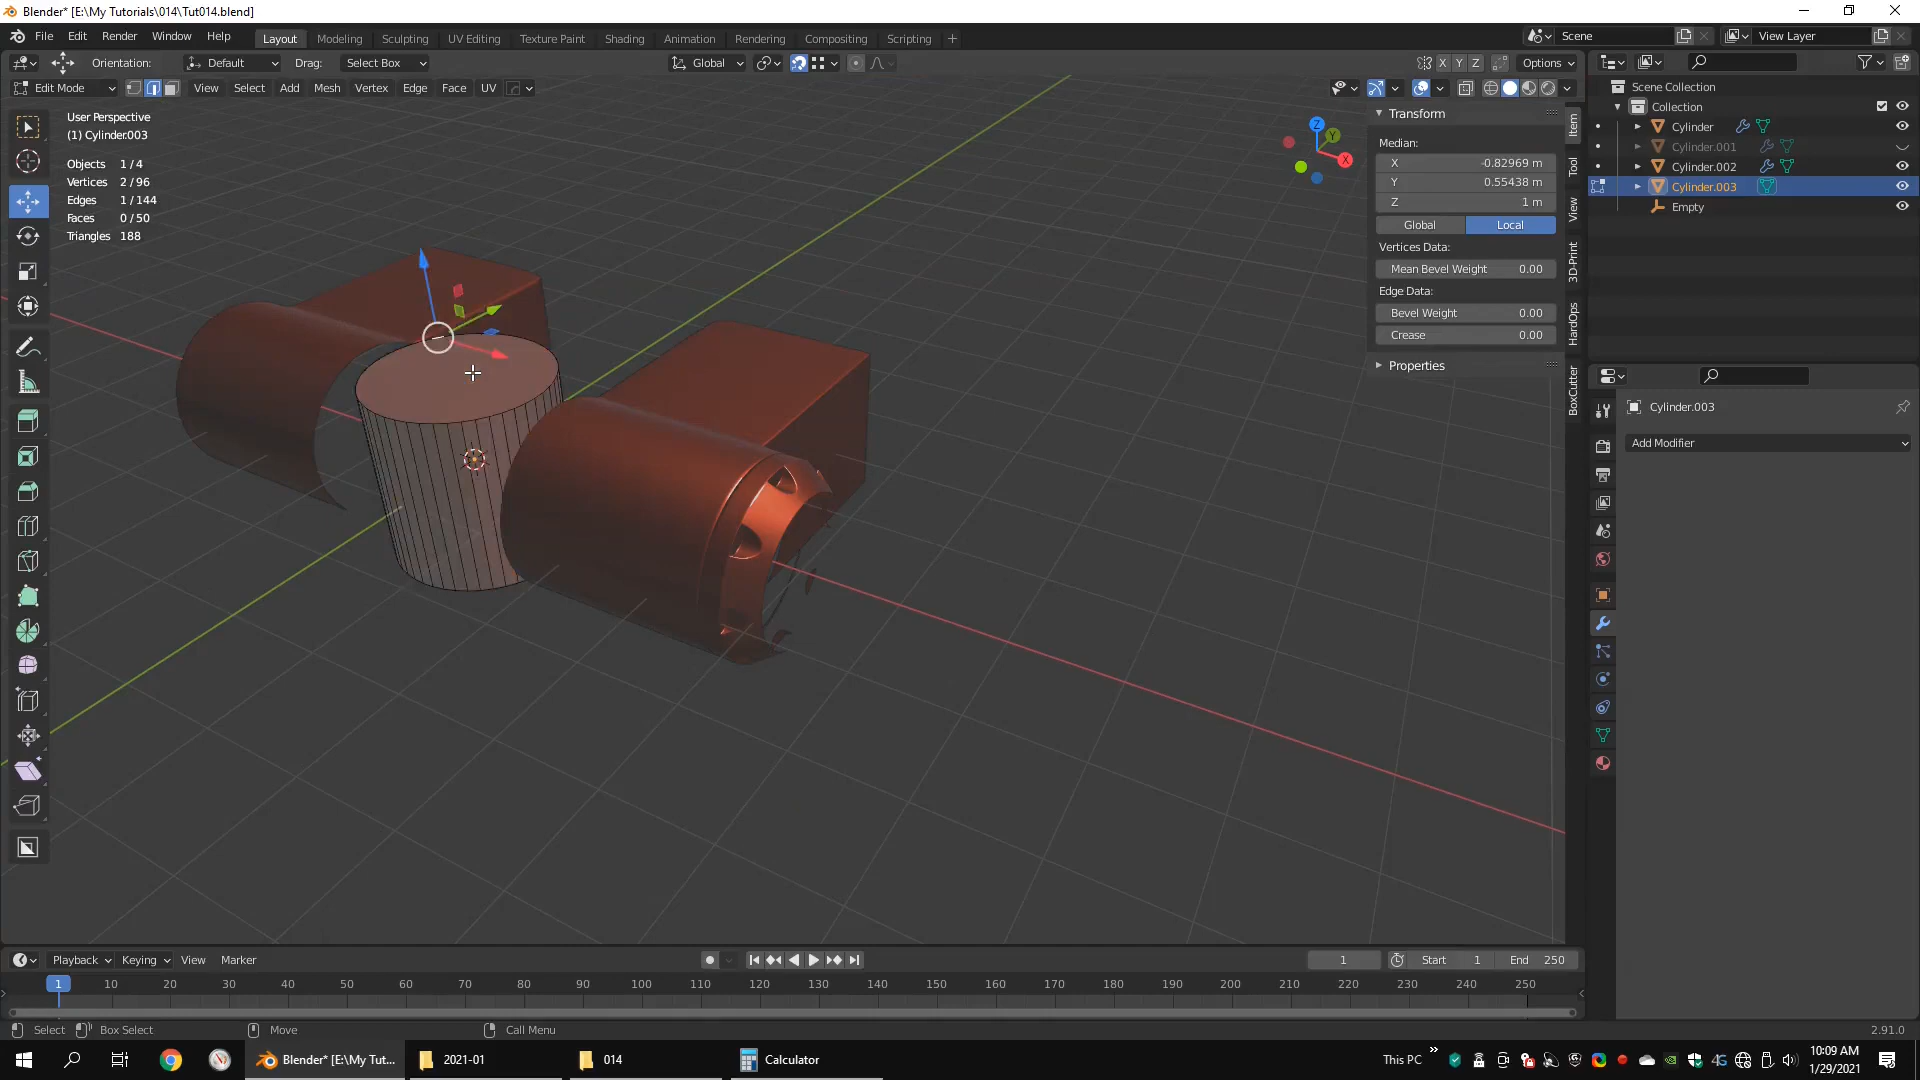 Blender* [E:\My Tutorials\014\Tut014.blend]
File Edit Render Window Help
Layout Modeling Sculpting UV Editing Texture Paint Shading Animation Rendering Compositing Scripting +
Scene View Layer
Orientation: Default Drag: Select Box Global X Y Z Options
Edit Mode View Select Add Mesh Vertex Edge Face UV
User Perspective
(1) Cylinder.003
Objects 1 / 4
Vertices 2 / 96
Edges 1 / 144
Faces 0 / 50
Triangles 188
Z
Y
X
Transform
Median:
X -0.82969 m
Y 0.55438 m
Z 1 m
Global Local
Vertices Data:
Mean Bevel Weight 0.00
Edge Data:
Bevel Weight 0.00
Crease 0.00
Properties
Item
Tool
View
3D-Print
HardOps
BoxCutter
Scene Collection
Collection
Cylinder
Cylinder.001
Cylinder.002
Cylinder.003
Empty
Cylinder.003
Add Modifier
Playback Keying View Marker 1 Start 1 End 250
1 10 20 30 40 50 60 70 80 90 100 110 120 130 140 150 160 170 180 190 200 210 220 230 240 250
Select Box Select Move Call Menu 2.91.0
Blender* [E:\My Tut... 2021-01 014 Calculator This PC » 4G 10:09 AM
1/29/2021